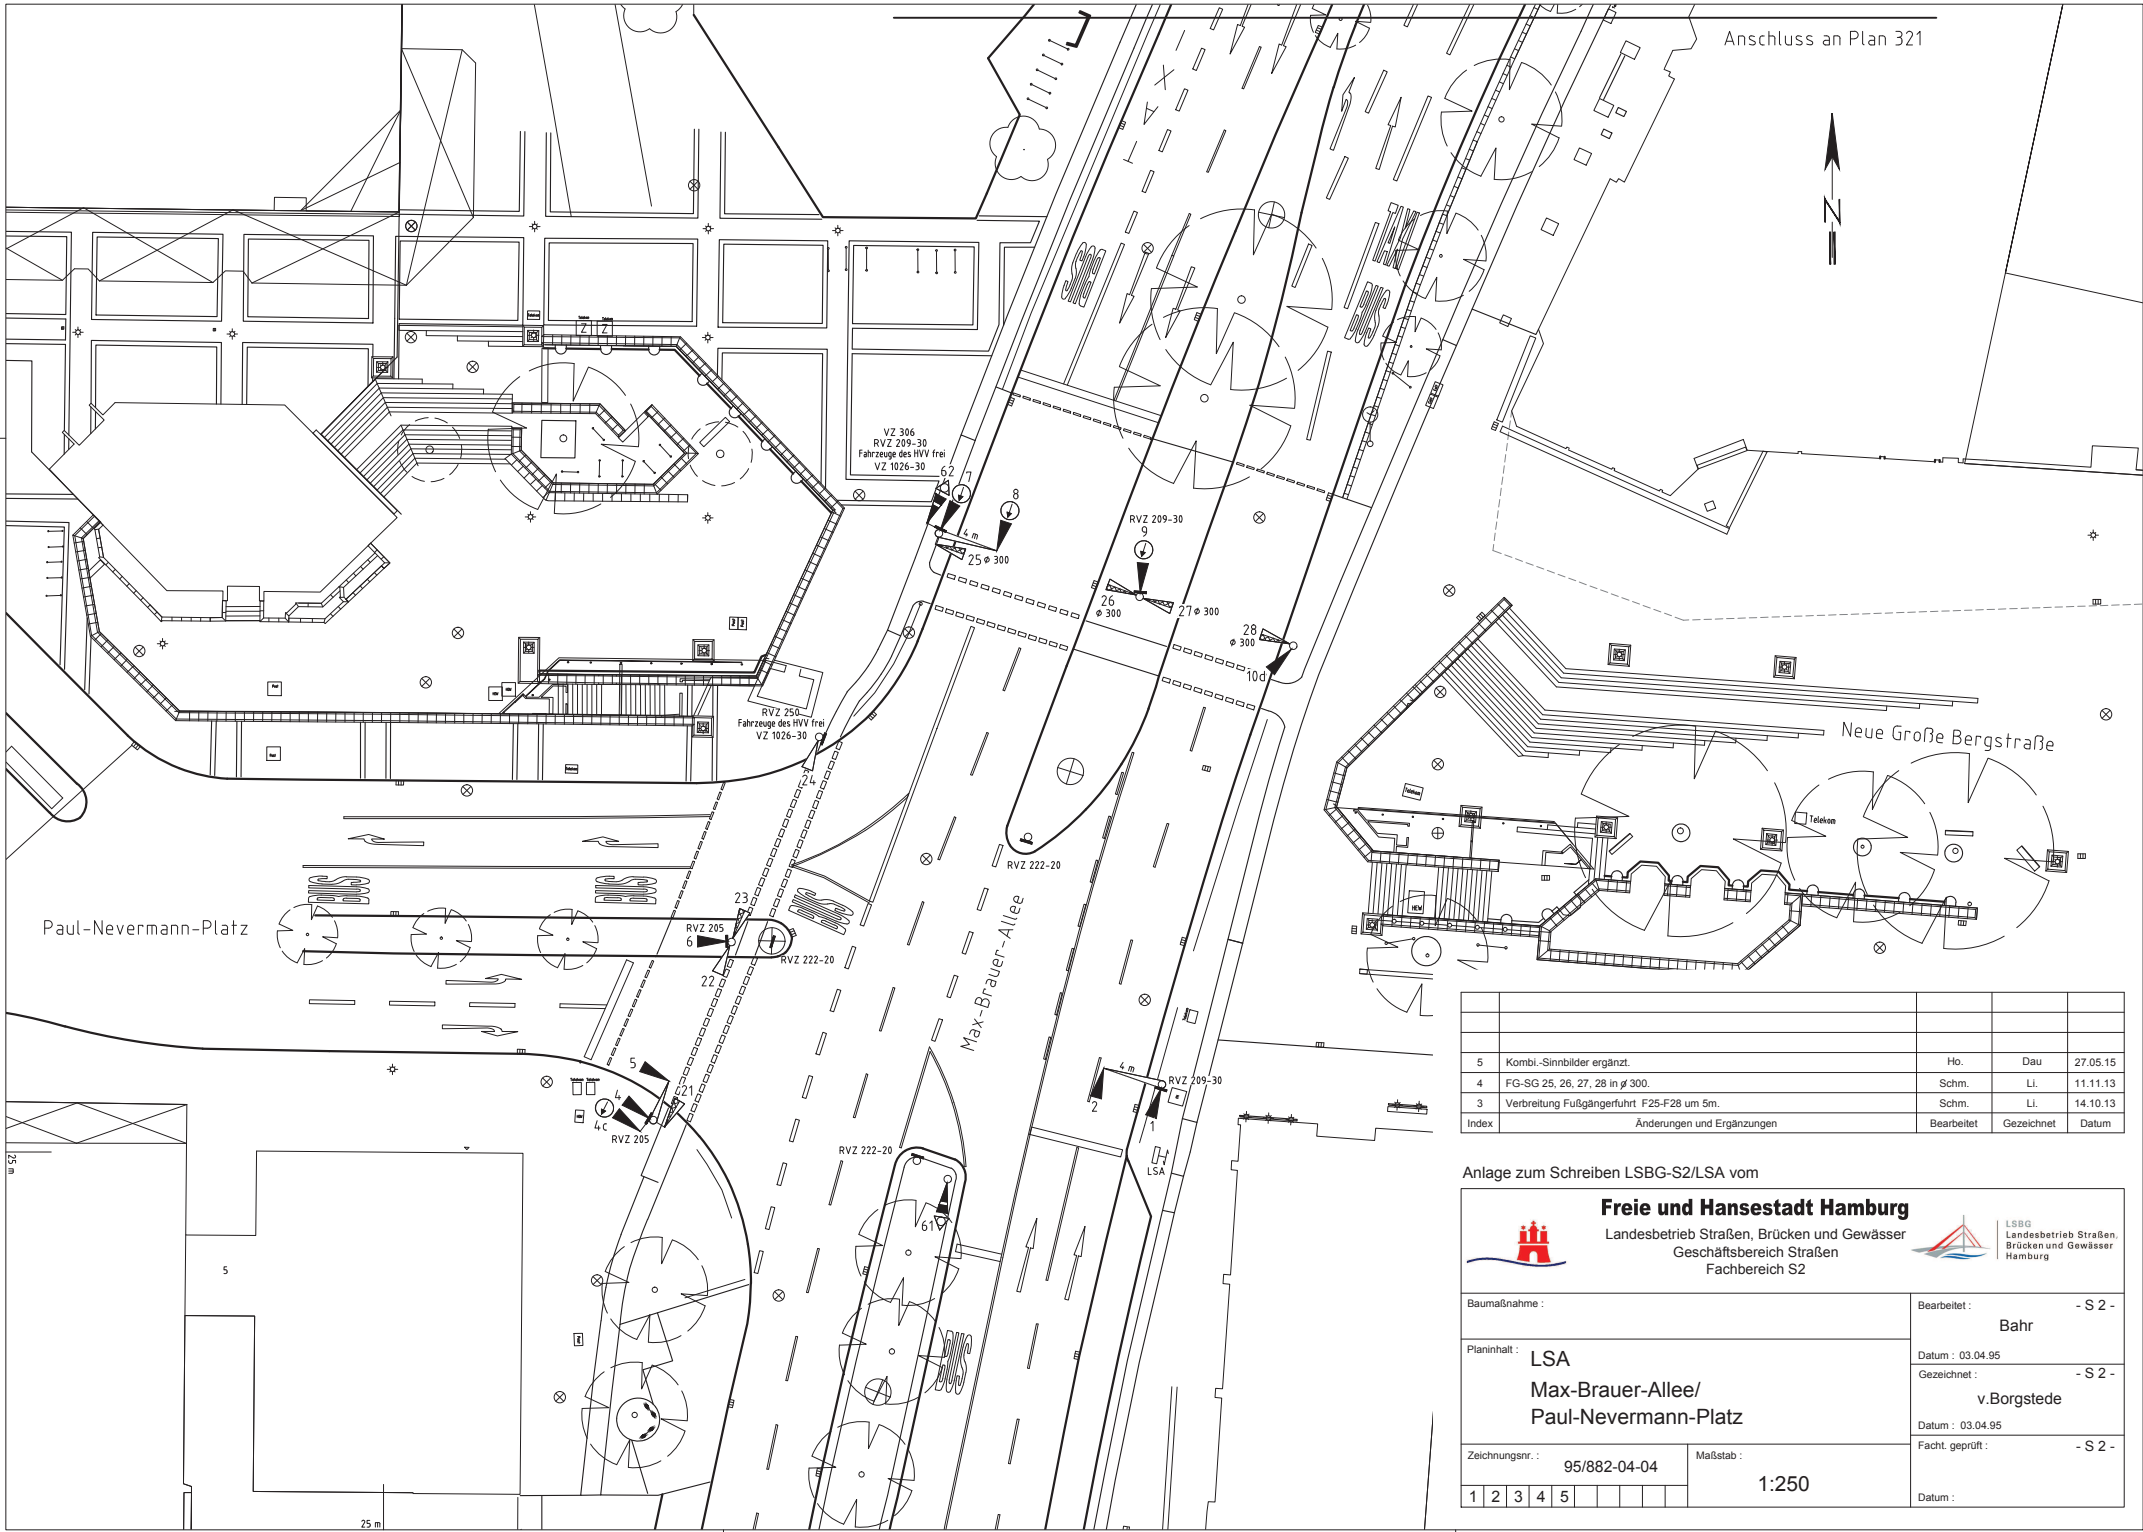 Anschluss an Plan 321
N
TAXI
BUS
Z
Z
VZ 306
RVZ 209-30
Fahrzeuge des HVV frei
VZ 1026-30
62
7
8
4 m
25 ø 300
RVZ 209-30
9
26
ø 300
27 ø 300
28
ø 300
10d
RVZ 250
Fahrzeuge des HVV frei
VZ 1026-30
24
Neue Große Bergstraße
Telekom
Telekom
HEW
RVZ 222-20
Max-Brauer-Allee
BUS
BUS
BUS
Paul-Nevermann-Platz
23
RVZ 205
6
22
RVZ 222-20
5
4
21
4c
RVZ 205
4 m
RVZ 209-30
2
1
LSA
RVZ 222-20
61
BUS
25 m
5
25 m
5 Kombi.-Sinnbilder ergänzt. Ho. Dau 27.05.15
4 FG-SG 25, 26, 27, 28 in ø 300. Schm. Li. 11.11.13
3 Verbreitung Fußgängerfuhrt F25-F28 um 5m. Schm. Li. 14.10.13
Index Änderungen und Ergänzungen Bearbeitet Gezeichnet Datum
Anlage zum Schreiben LSBG-S2/LSA vom
Freie und Hansestadt Hamburg
Landesbetrieb Straßen, Brücken und Gewässer
Geschäftsbereich Straßen
Fachbereich S2
LSBG
Landesbetrieb Straßen,
Brücken und Gewässer
Hamburg
Baumaßnahme :
Bearbeitet : - S 2 -
Bahr
Datum : 03.04.95
Planinhalt : LSA
Max-Brauer-Allee/
Paul-Nevermann-Platz
Gezeichnet : - S 2 -
v.Borgstede
Datum : 03.04.95
Zeichnungsnr. : 95/882-04-04
1 2 3 4 5
Maßstab :
1:250
Facht. geprüft : - S 2 -
Datum :